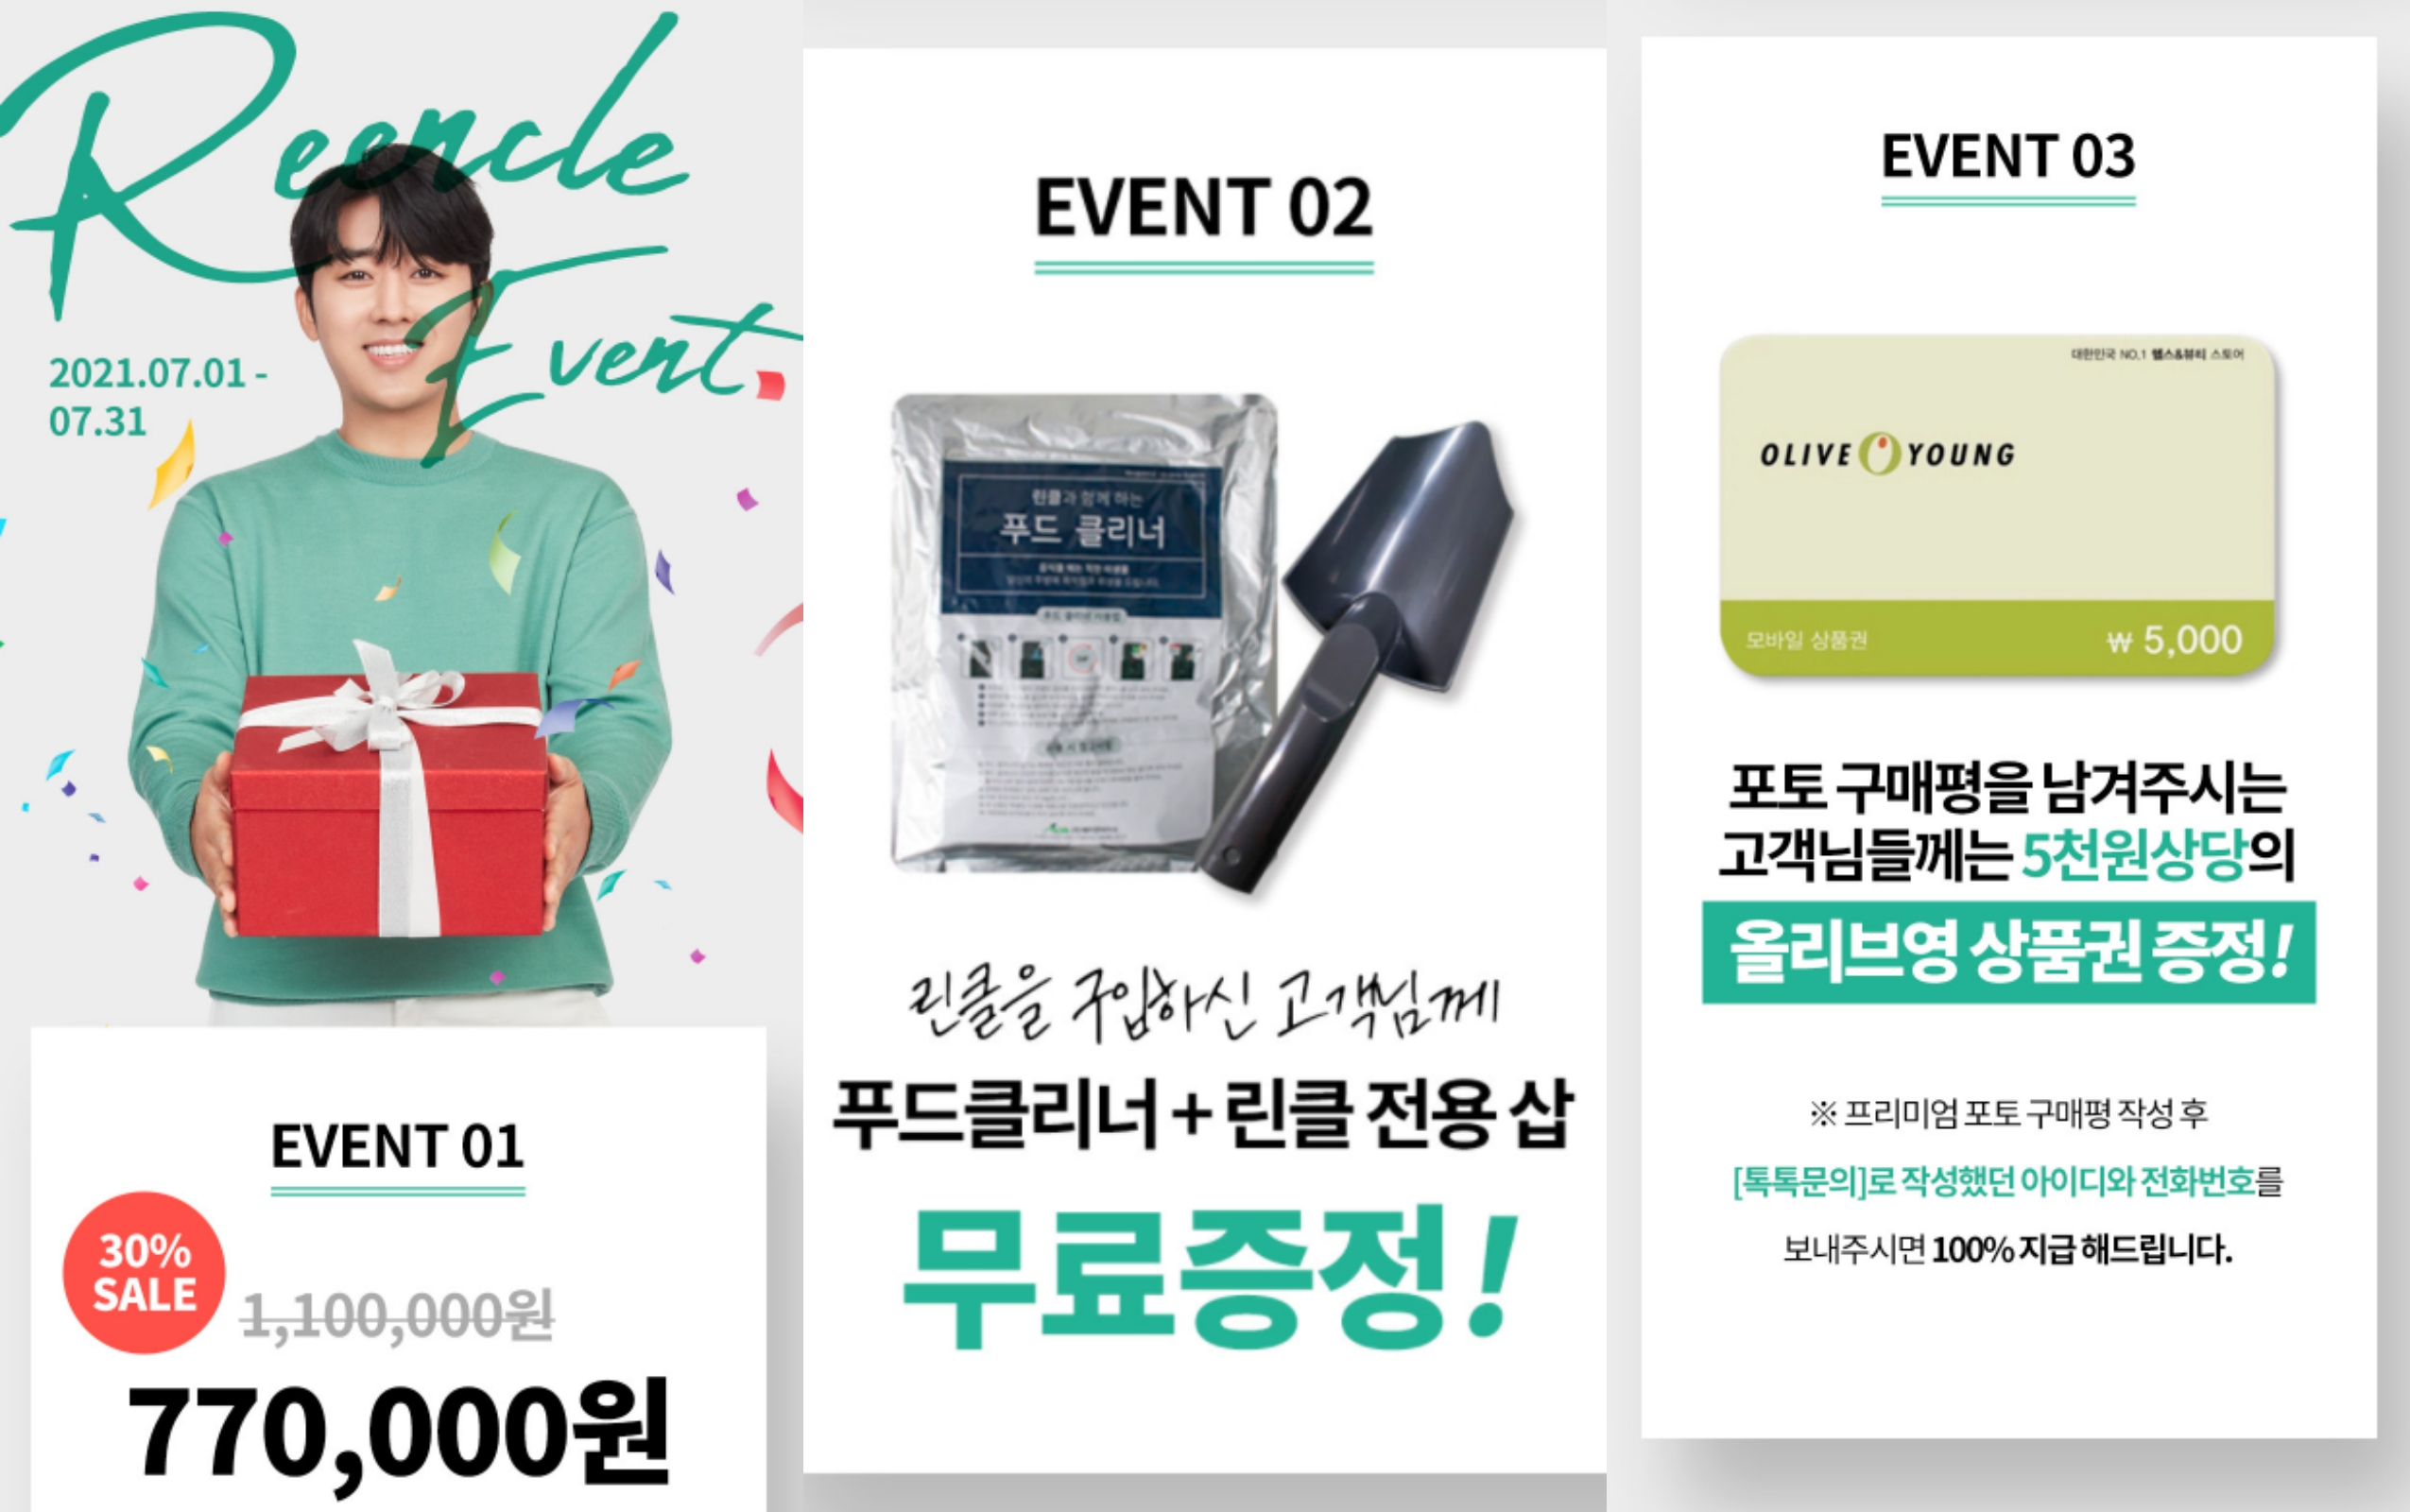 Reencle
Event
2021.07.01 -
07.31
EVENT 01
30%
SALE
1,100,000원
770,000원
EVENT 02
린클과 함께 하는
푸드 클리너
린클을 구입하신 고객님께
푸드클리너 + 린클 전용 삽
무료증정!
EVENT 03
대한민국 NO.1 헬스&뷰티 스토어
OLIVE YOUNG
모바일 상품권
₩ 5,000
포토 구매평을 남겨주시는
고객님들께는 5천원상당의
올리브영 상품권 증정!
※ 프리미엄 포토 구매평 작성 후
[톡톡문의]로 작성했던 아이디와 전화번호를
보내주시면 100% 지급 해드립니다.